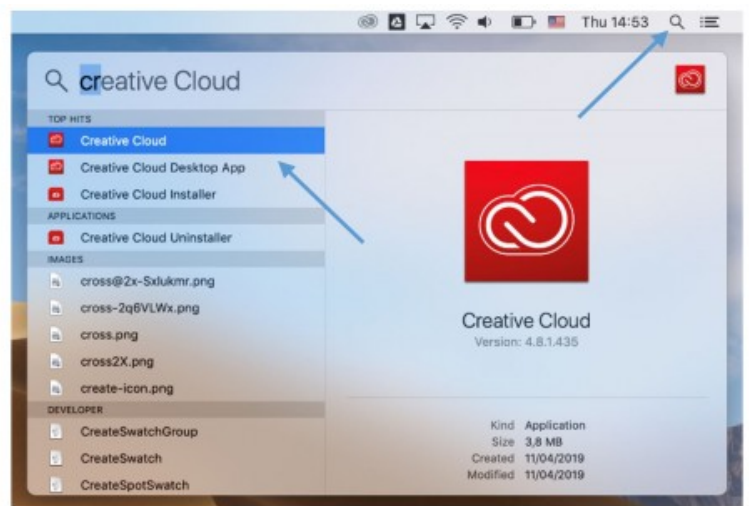 Thu 14:53
creative Cloud
TOP HITS
Creative Cloud
Creative Cloud Desktop App
Creative Cloud Installer
APPLICATIONS
Creative Cloud Uninstaller
IMAGES
cross@2x-Sxlukmr.png
cross-2q6VLWx.png
cross.png
cross2X.png
create-icon.png
DEVELOPER
CreateSwatchGroup
CreateSwatch
CreateSpotSwatch
Creative Cloud
Version: 4.8.1.435
Kind Application
Size 3,8 MB
Created 11/04/2019
Modified 11/04/2019